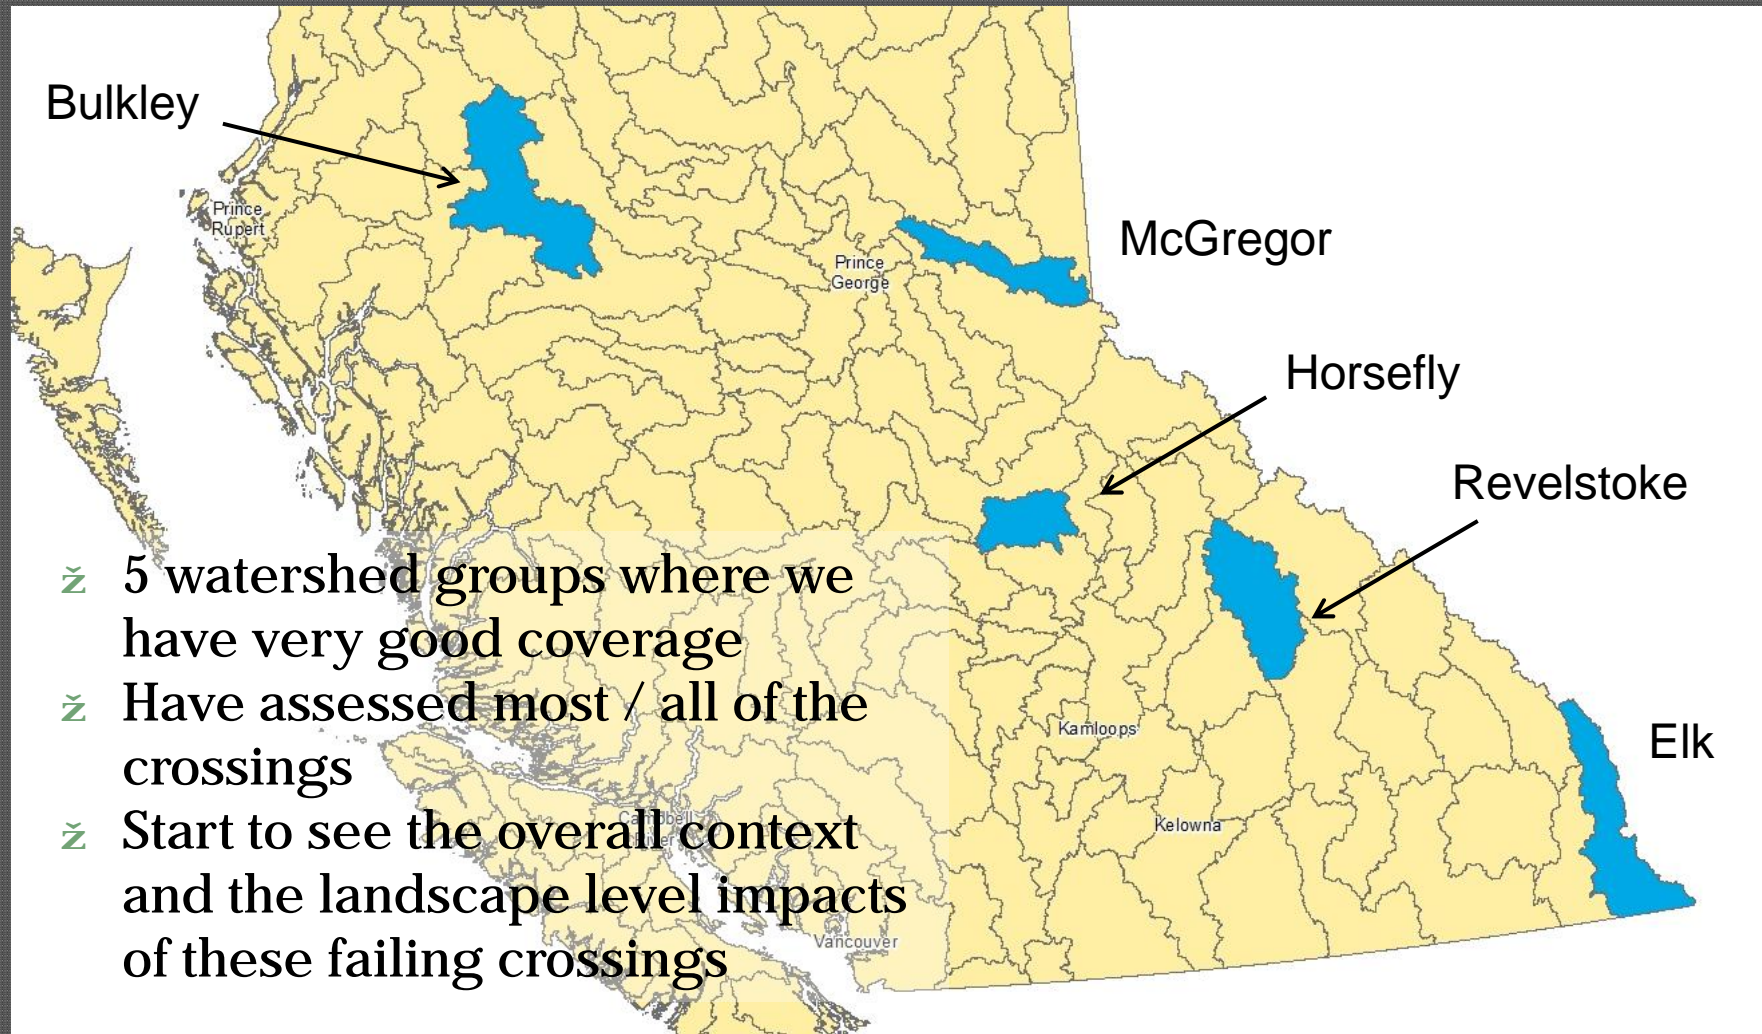 Bulkley
Prince
Rupert
McGregor
Prince
George
Horsefly
Revelstoke
ž 5 watershed groups where we
have very good coverage
ž Have assessed most / all of the
crossings
ž Start to see the overall context
and the landscape level impacts
of these failing crossings
Kamloops
Elk
Campbell
River
Kelowna
Vancouver